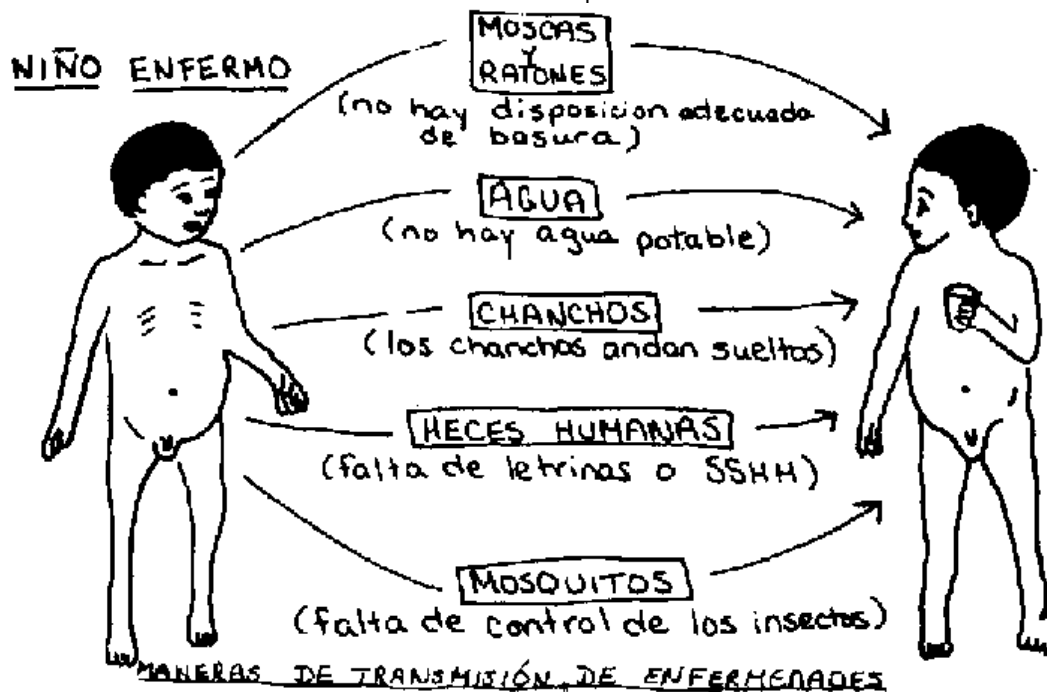 NIÑO ENFERMO
MOSCAS
Y
RATONES
(no hay disposicion adecuada
de basura)
AGUA
(no hay agua potable)
CHANCHOS
(los chanchos andan sueltos)
HECES HUMANAS
(falta de letrinas o SSHH)
MOSQUITOS
(falta de control de los insectos)
MANERAS DE TRANSMISIÓN DE ENFERMEDADES